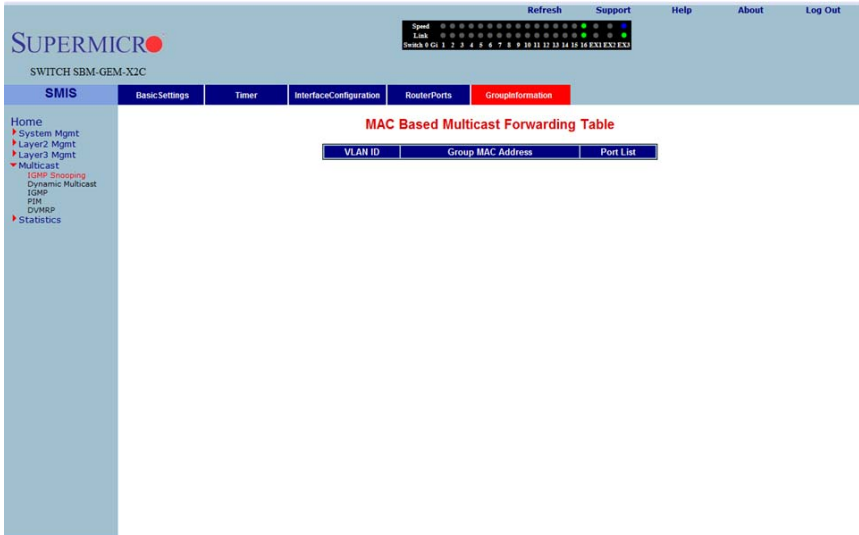 Refresh Support Help About Log Out
SUPERMICRO
SWITCH SBM-GEM-X2C
Speed
Link
Switch 0 Gi 1 2 3 4 5 6 7 8 9 10 11 12 13 14 15 16 EX1 EX2 EX3
SMIS
BasicSettings Timer InterfaceConfiguration RouterPorts GroupInformation
Home
System Mgmt
Layer2 Mgmt
Layer3 Mgmt
Multicast
IGMP Snooping
Dynamic Multicast
IGMP
PIM
DVMRP
Statistics
MAC Based Multicast Forwarding Table
VLAN ID Group MAC Address Port List